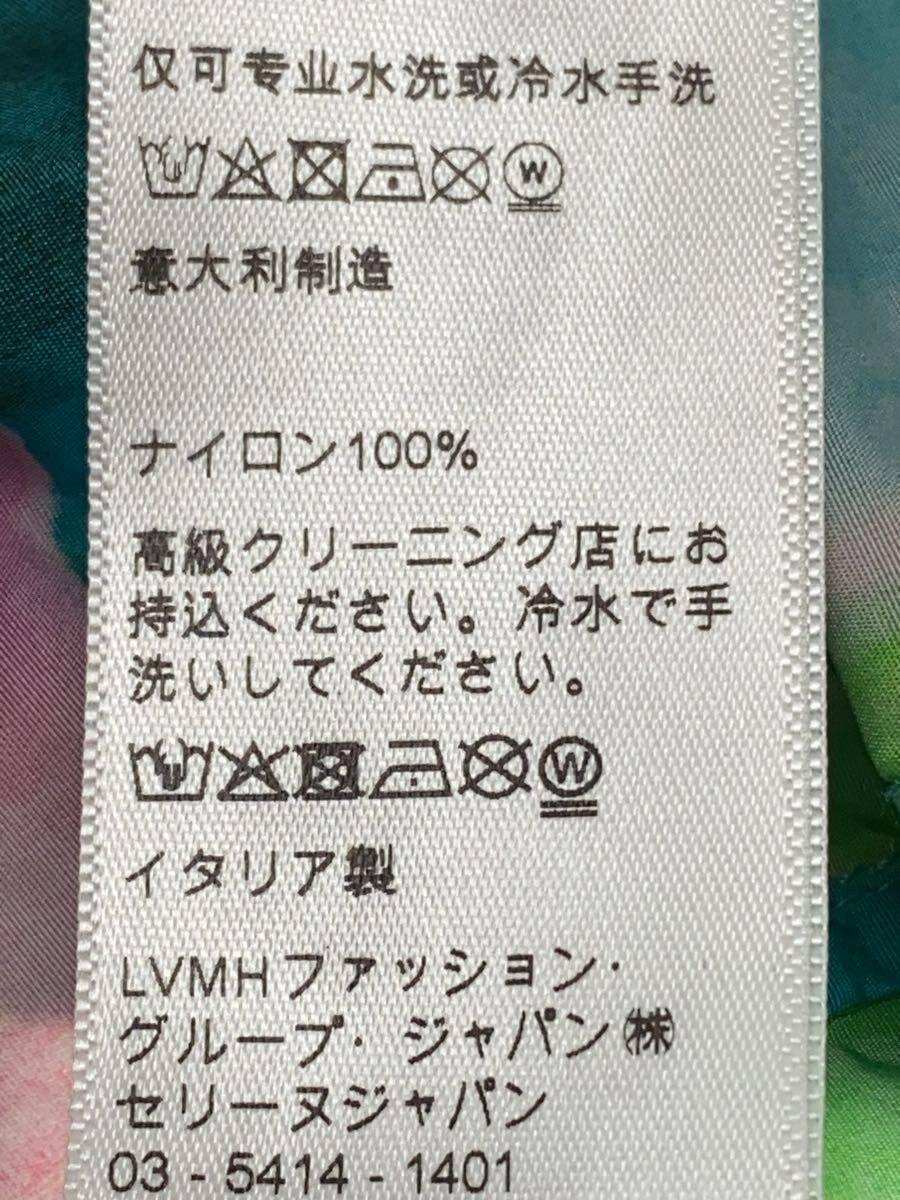 仅可专业水洗或冷水手洗
W
意大利制造
ナイロン100%
高級クリーニング店にお
持込ください。冷水で手
洗いしてください。
W
イタリア製
LVMHファッション·
グループ· ジャパン㈱
セリーヌジャパン
03 - 5414 - 1401